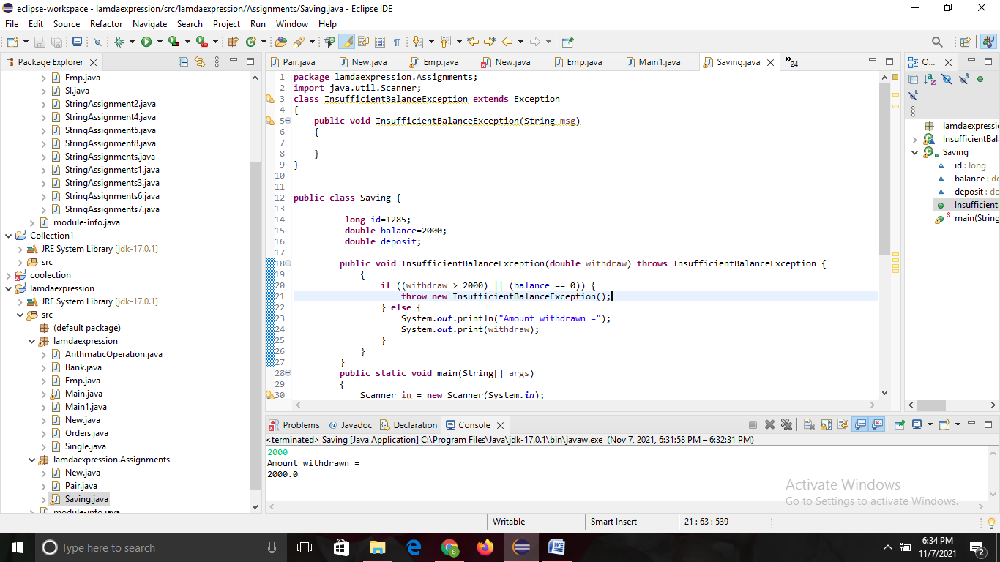 eclipse-workspace - lamdaexpression/src/lamdaexpression/Assignments/Saving.java - Eclipse IDE
File Edit Source Refactor Navigate Search Project Run Window Help
Package Explorer
Emp.java
SI.java
StringAssignment2.java
StringAssignment4.java
StringAssignment5.java
StringAssignment8.java
StringAssignments.java
StringAssignments1.java
StringAssignments3.java
StringAssignments6.java
StringAssignments7.java
module-info.java
Collection1
JRE System Library [jdk-17.0.1]
src
coolection
lamdaexpression
JRE System Library [jdk-17.0.1]
src
(default package)
lamdaexpression
ArithmaticOperation.java
Bank.java
Emp.java
Main.java
Main1.java
New.java
Orders.java
Single.java
lamdaexpression.Assignments
New.java
Pair.java
Saving.java
module-info.java
Pair.java New.java Emp.java New.java Emp.java Main1.java Saving.java »24
1 package lamdaexpression.Assignments;
2 import java.util.Scanner;
3 class InsufficientBalanceException extends Exception
4 {
5 public void InsufficientBalanceException(String msg)
6 {
7
8 }
9 }
10
11
12 public class Saving {
13
14 long id=1285;
15 double balance=2000;
16 double deposit;
17
18 public void InsufficientBalanceException(double withdraw) throws InsufficientBalanceException {
19 {
20 if ((withdraw > 2000) || (balance == 0)) {
21 throw new InsufficientBalanceException();
22 } else {
23 System.out.println("Amount withdrawn =");
24 System.out.print(withdraw);
25 }
26 }
27 }
28 public static void main(String[] args)
29 {
30 Scanner in = new Scanner(System.in);
O...
lamdaexpressi
InsufficientBal
Saving
id : long
balance : do
deposit : do
Insufficient
main(String
Problems @ Javadoc Declaration Console
<terminated> Saving [Java Application] C:\Program Files\Java\jdk-17.0.1\bin\javaw.exe (Nov 7, 2021, 6:31:58 PM – 6:32:31 PM)
2000
Amount withdrawn =
2000.0
Activate Windows
Go to Settings to activate Windows.
Writable Smart Insert 21 : 63 : 539
Type here to search
6:34 PM
11/7/2021
2